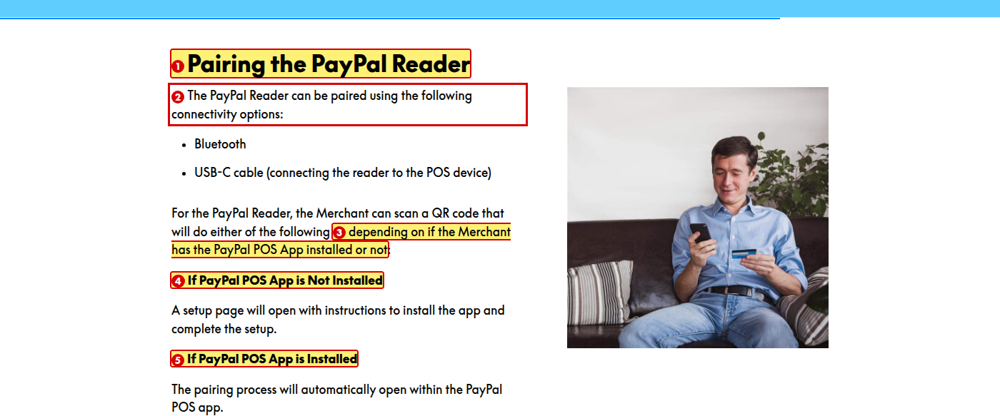 1 Pairing the PayPal Reader
2 The PayPal Reader can be paired using the following
connectivity options:
• Bluetooth
• USB-C cable (connecting the reader to the POS device)
For the PayPal Reader, the Merchant can scan a QR code that
will do either of the following 3 depending on if the Merchant
has the PayPal POS App installed or not:
4 If PayPal POS App is Not Installed
A setup page will open with instructions to install the app and
complete the setup.
5 If PayPal POS App is Installed
The pairing process will automatically open within the PayPal
POS app.